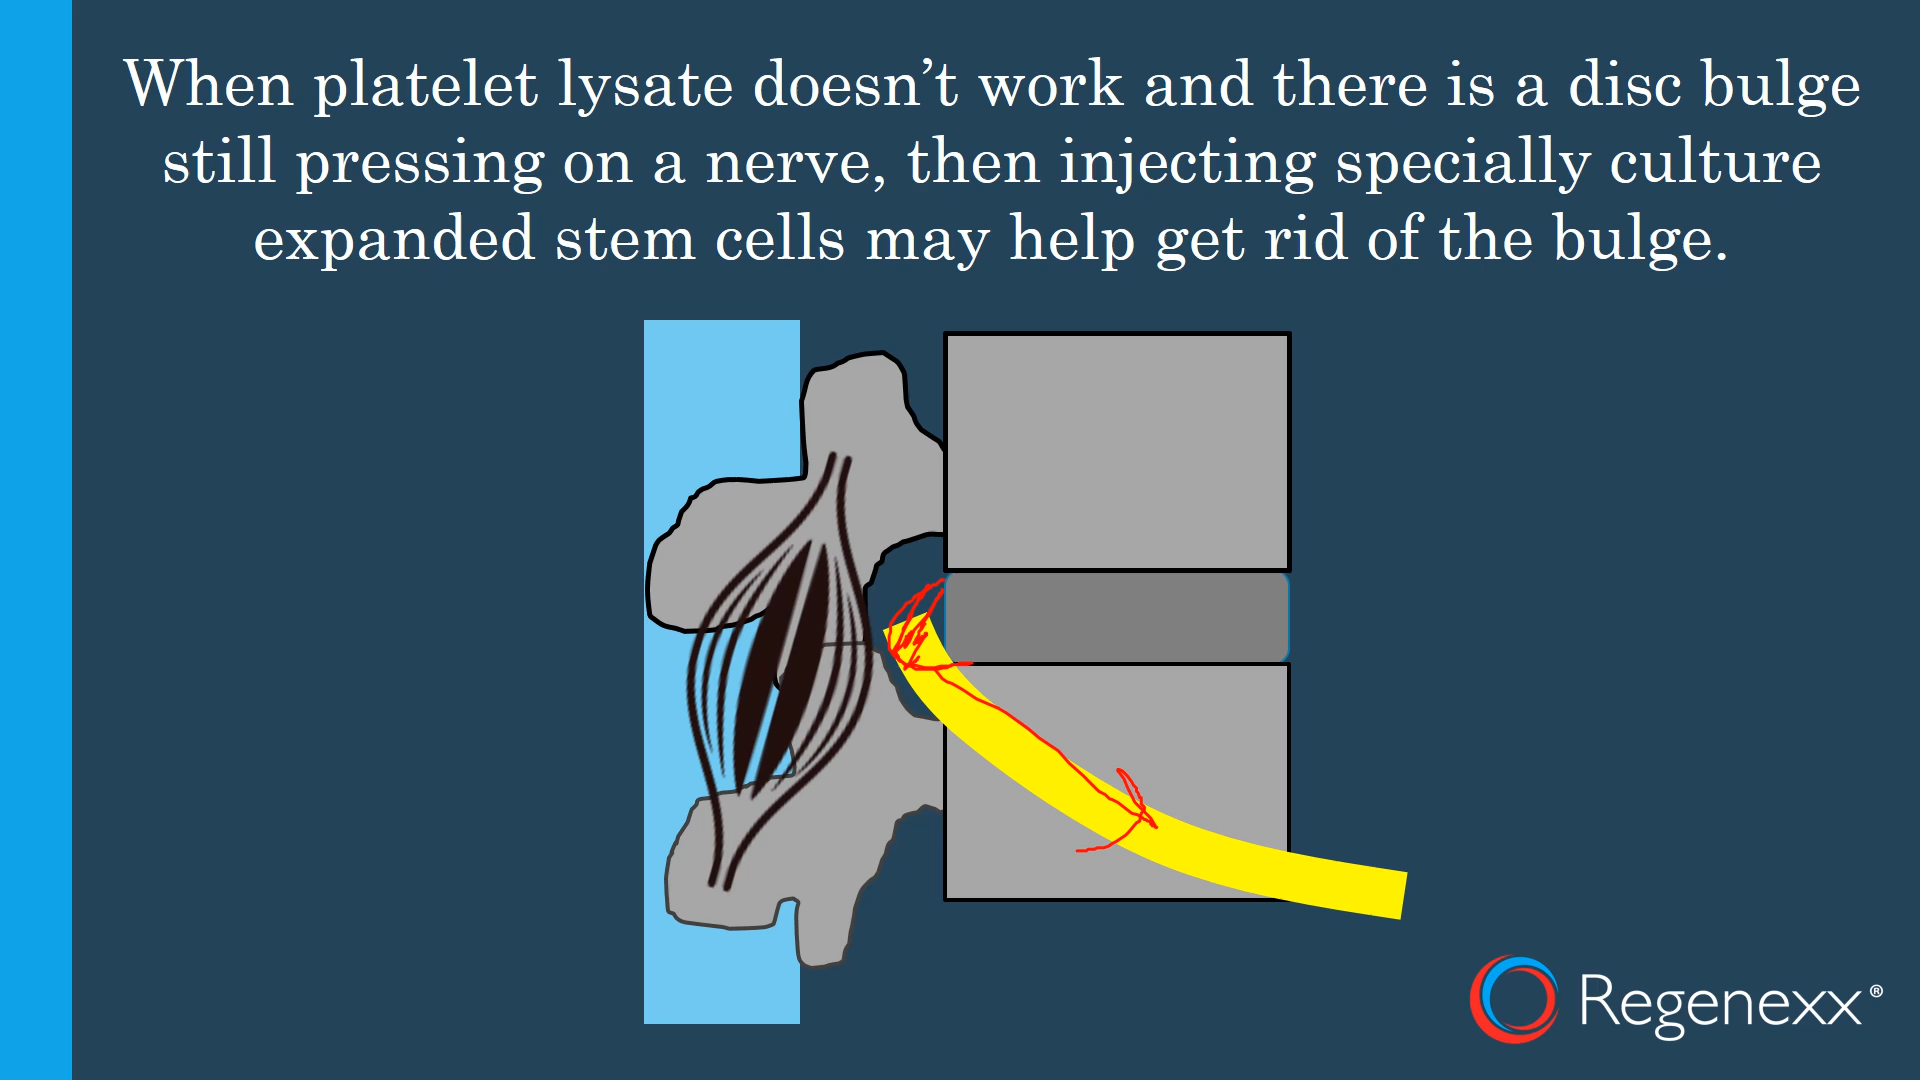 When platelet lysate doesn’t work and there is a disc bulge
still pressing on a nerve, then injecting specially culture
expanded stem cells may help get rid of the bulge.
Regenexx®